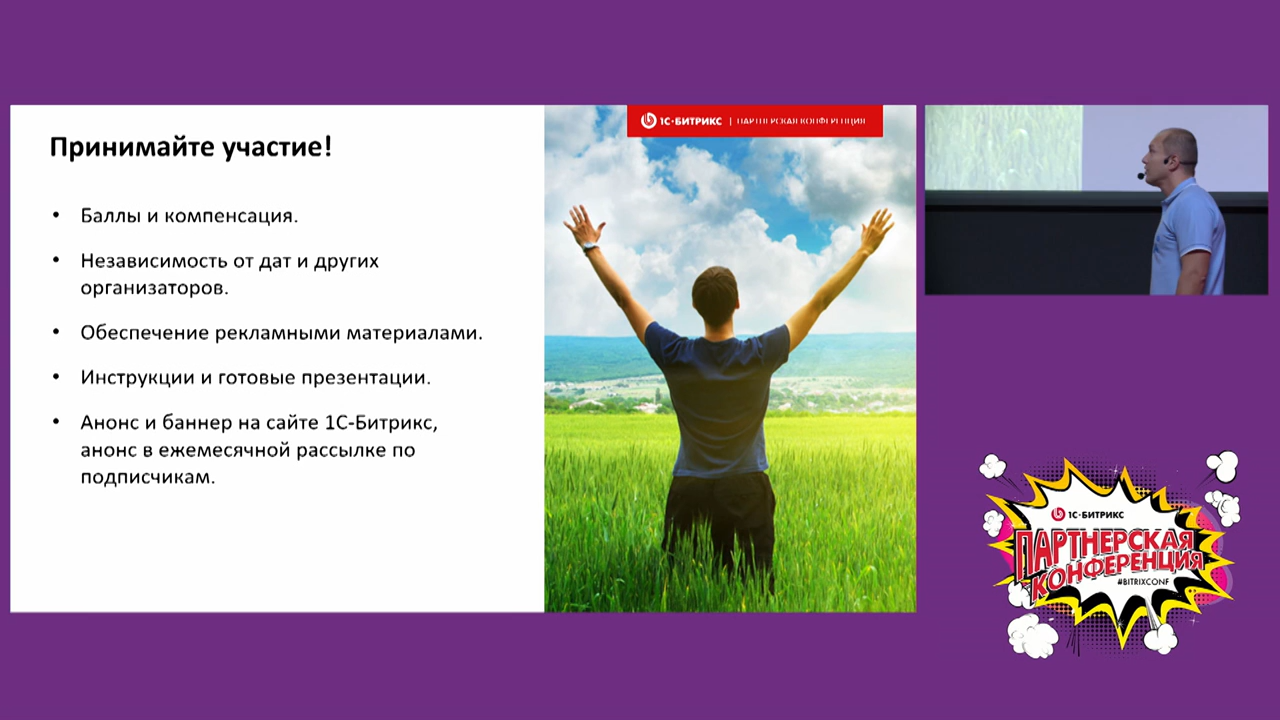 Принимайте участие!
• Баллы и компенсация.
• Независимость от дат и других
организаторов.
• Обеспечение рекламными материалами.
• Инструкции и готовые презентации.
• Анонс и баннер на сайте 1С-Битрикс,
анонс в ежемесячной рассылке по
подписчикам.
1С-БИТРИКС | ПАРТНЕРСКАЯ КОНФЕРЕНЦИЯ
1С-БИТРИКС
ПАРТНЕРСКАЯ
КОНФЕРЕНЦИЯ
#BITRIXCONF